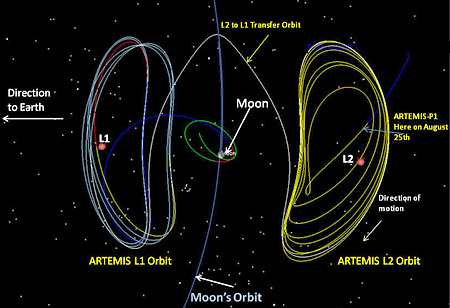 L2 to L1 Transfer Orbit
Direction
to Earth
Moon
ARTEMIS-P1
Here on August
25th
L1
L2
Direction of
motion
ARTEMIS L1 Orbit
ARTEMIS L2 Orbit
Moon's Orbit